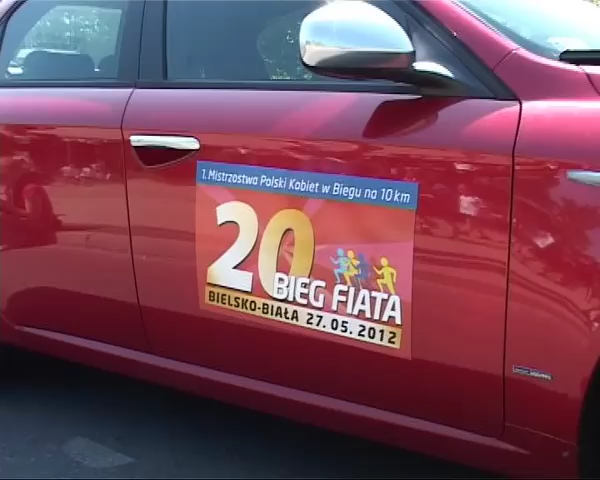 1. Mistrzostwa Polski Kobiet w Biegu na 10 km
20
BIEG FIATA
BIELSKO-BIAŁA 27.05.2012